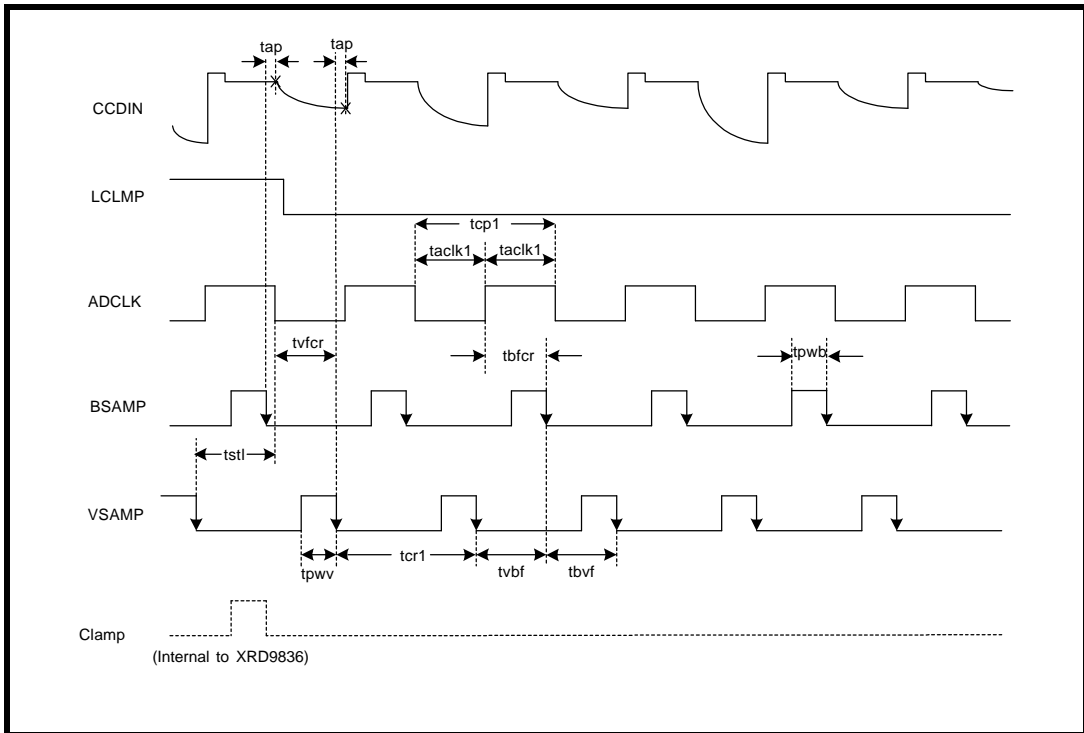 tap
tap
CCDIN
LCLMP
tcp1
taclk1
taclk1
ADCLK
tvfcr
tbfcr
tpwb
BSAMP
tstl
VSAMP
tpwv
tcr1
tvbf
tbvf
Clamp
(Internal to XRD9836)